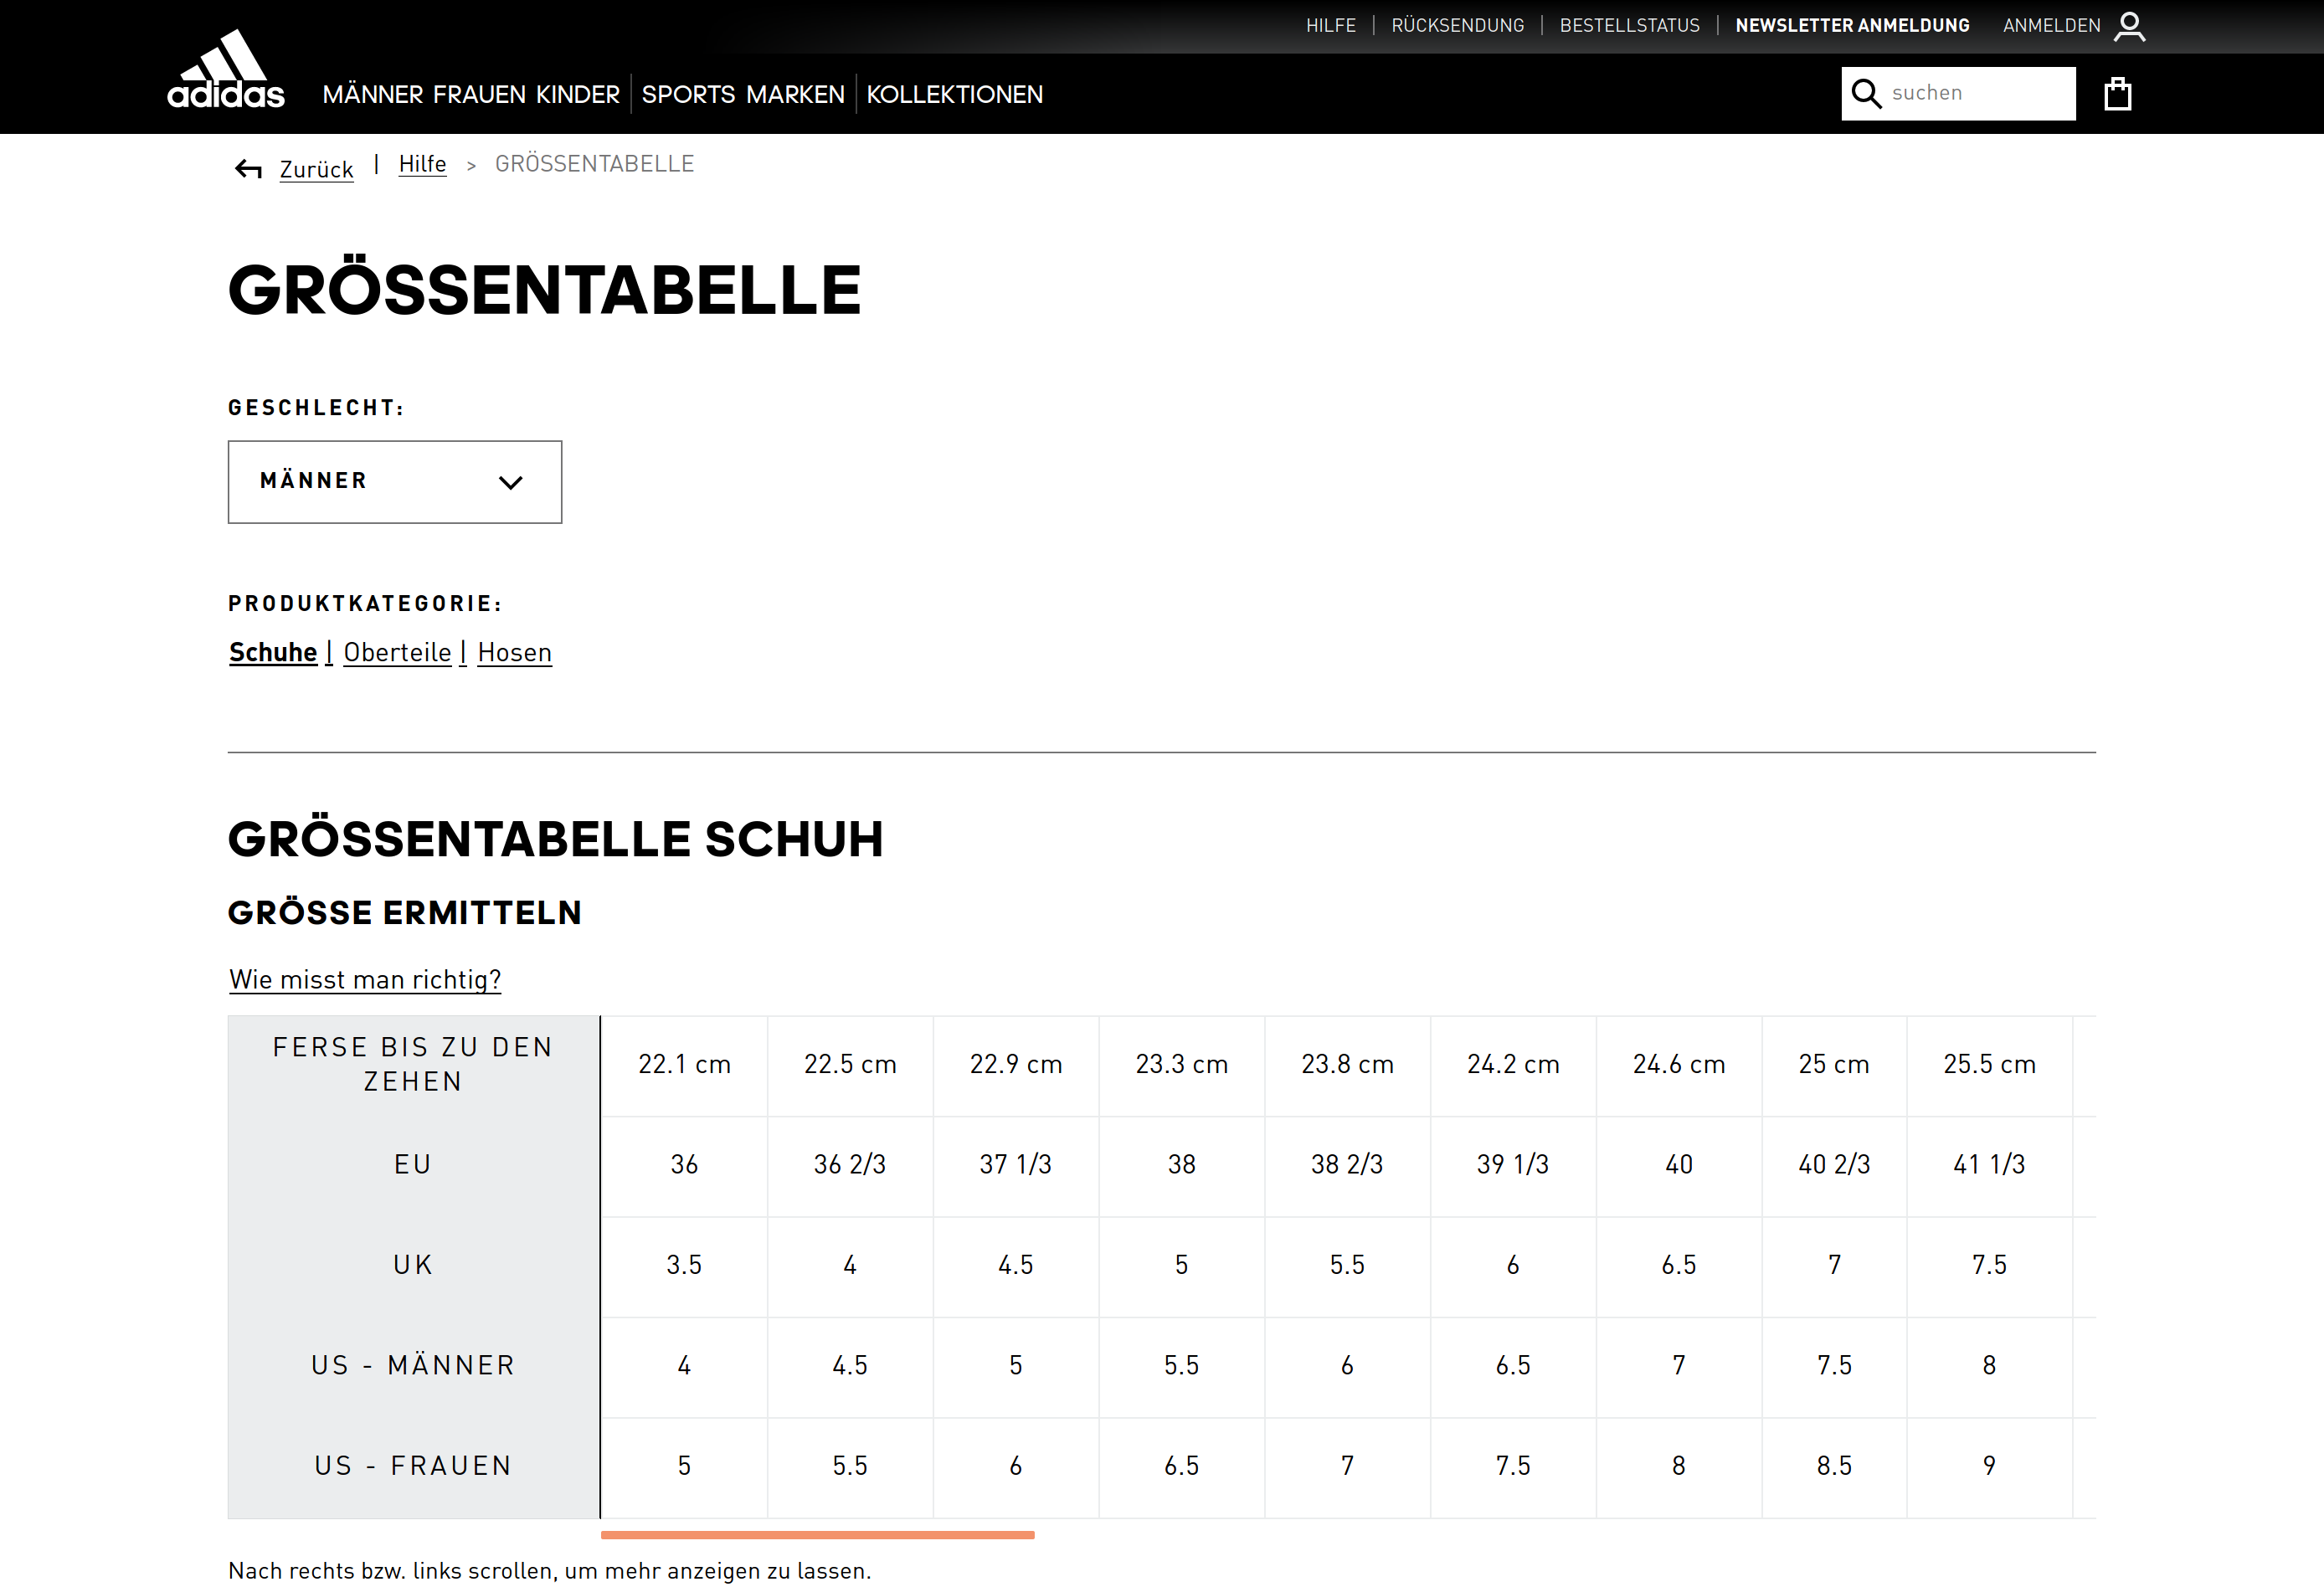 HILFE | RÜCKSENDUNG | BESTELLSTATUS | NEWSLETTER ANMELDUNG ANMELDEN
adidas
MÄNNER FRAUEN KINDER | SPORTS MARKEN | KOLLEKTIONEN
suchen
Zurück | Hilfe > GRÖSSENTABELLE
GRÖSSENTABELLE
GESCHLECHT:
MÄNNER
PRODUKTKATEGORIE:
Schuhe | Oberteile | Hosen
GRÖSSENTABELLE SCHUH
GRÖSSE ERMITTELN
Wie misst man richtig?
FERSE BIS ZU DEN
ZEHEN
22.1 cm 22.5 cm 22.9 cm 23.3 cm 23.8 cm 24.2 cm 24.6 cm 25 cm 25.5 cm
EU 36 36 2/3 37 1/3 38 38 2/3 39 1/3 40 40 2/3 41 1/3
UK 3.5 4 4.5 5 5.5 6 6.5 7 7.5
US - MÄNNER 4 4.5 5 5.5 6 6.5 7 7.5 8
US - FRAUEN 5 5.5 6 6.5 7 7.5 8 8.5 9
Nach rechts bzw. links scrollen, um mehr anzeigen zu lassen.